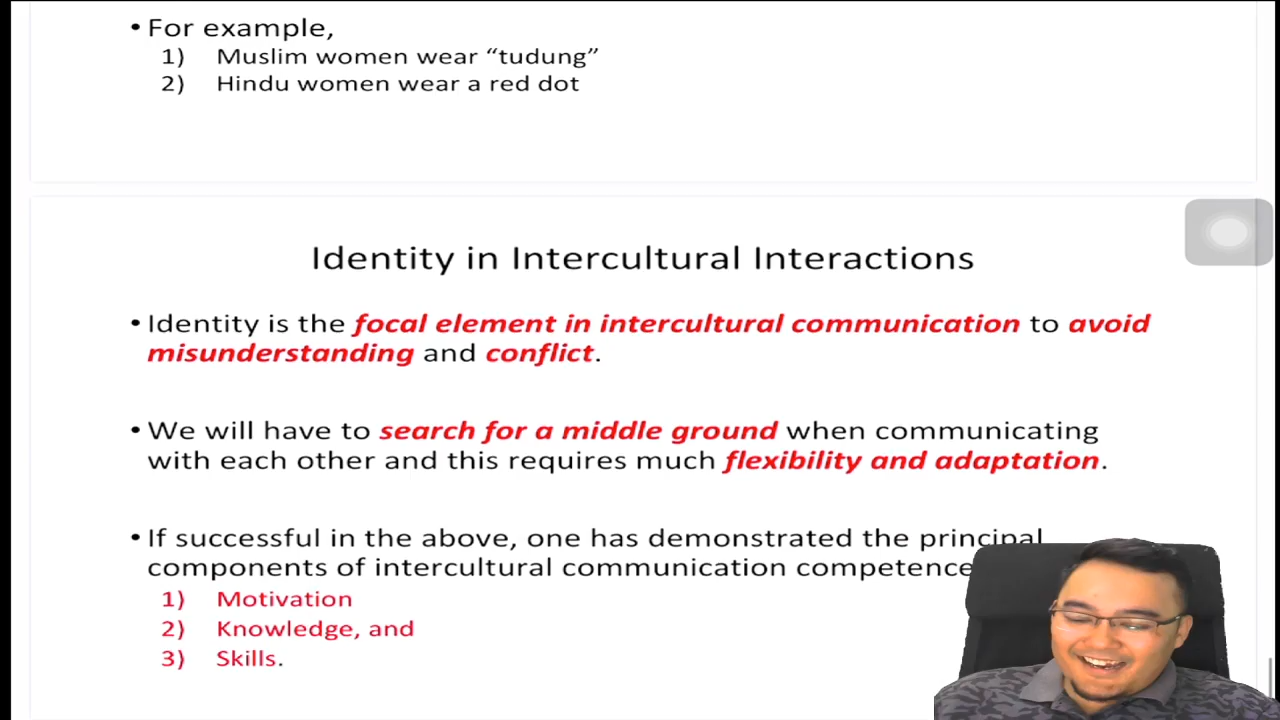 • For example,
1) Muslim women wear “tudung”
2) Hindu women wear a red dot
Identity in Intercultural Interactions
• Identity is the focal element in intercultural communication to avoid
misunderstanding and conflict.
• We will have to search for a middle ground when communicating
with each other and this requires much flexibility and adaptation.
• If successful in the above, one has demonstrated the principal
components of intercultural communication competence
1) Motivation
2) Knowledge, and
3) Skills.